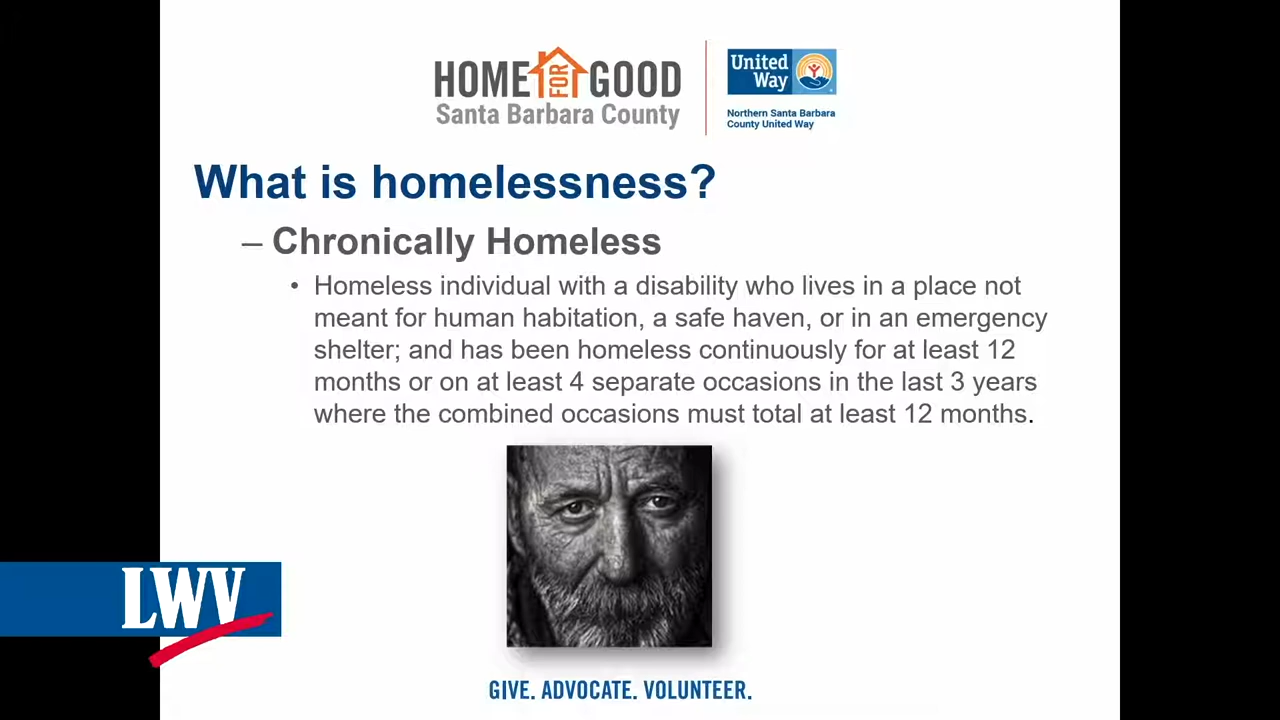 HOME FOR GOOD
Santa Barbara County
United
Way
Northern Santa Barbara
County United Way
What is homelessness?
– Chronically Homeless
• Homeless individual with a disability who lives in a place not
meant for human habitation, a safe haven, or in an emergency
shelter; and has been homeless continuously for at least 12
months or on at least 4 separate occasions in the last 3 years
where the combined occasions must total at least 12 months.
LWV
GIVE. ADVOCATE. VOLUNTEER.